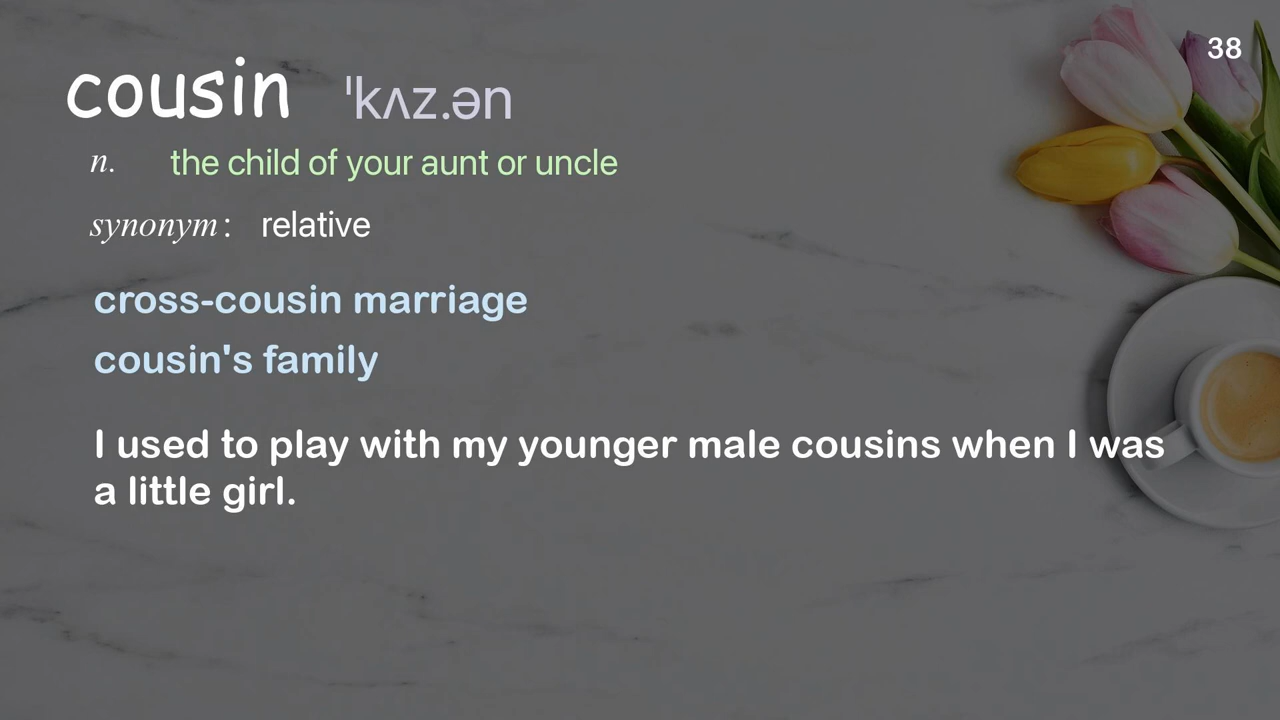 38
cousin ˈkʌz.ən
n. the child of your aunt or uncle
synonym: relative
cross-cousin marriage
cousin's family
I used to play with my younger male cousins when I was
a little girl.